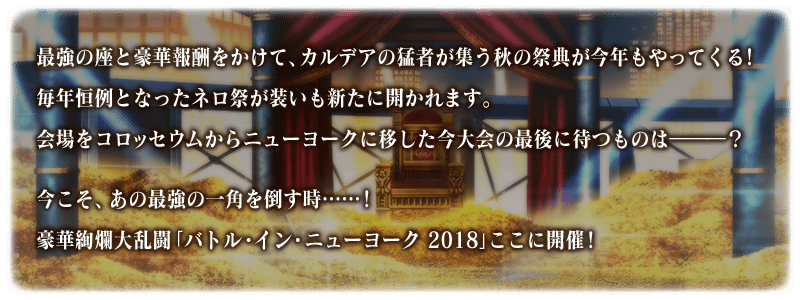 最強の座と豪華報酬をかけて、カルデアの猛者が集う秋の祭典が今年もやってくる！
毎年恒例となったネロ祭が装いも新たに開かれます。
会場をコロッセウムからニューヨークに移した今大会の最後に待つものは―――？
今こそ、あの最強の一角を倒す時……！
豪華絢爛大乱闘「バトル・イン・ニューヨーク 2018」ここに開催！